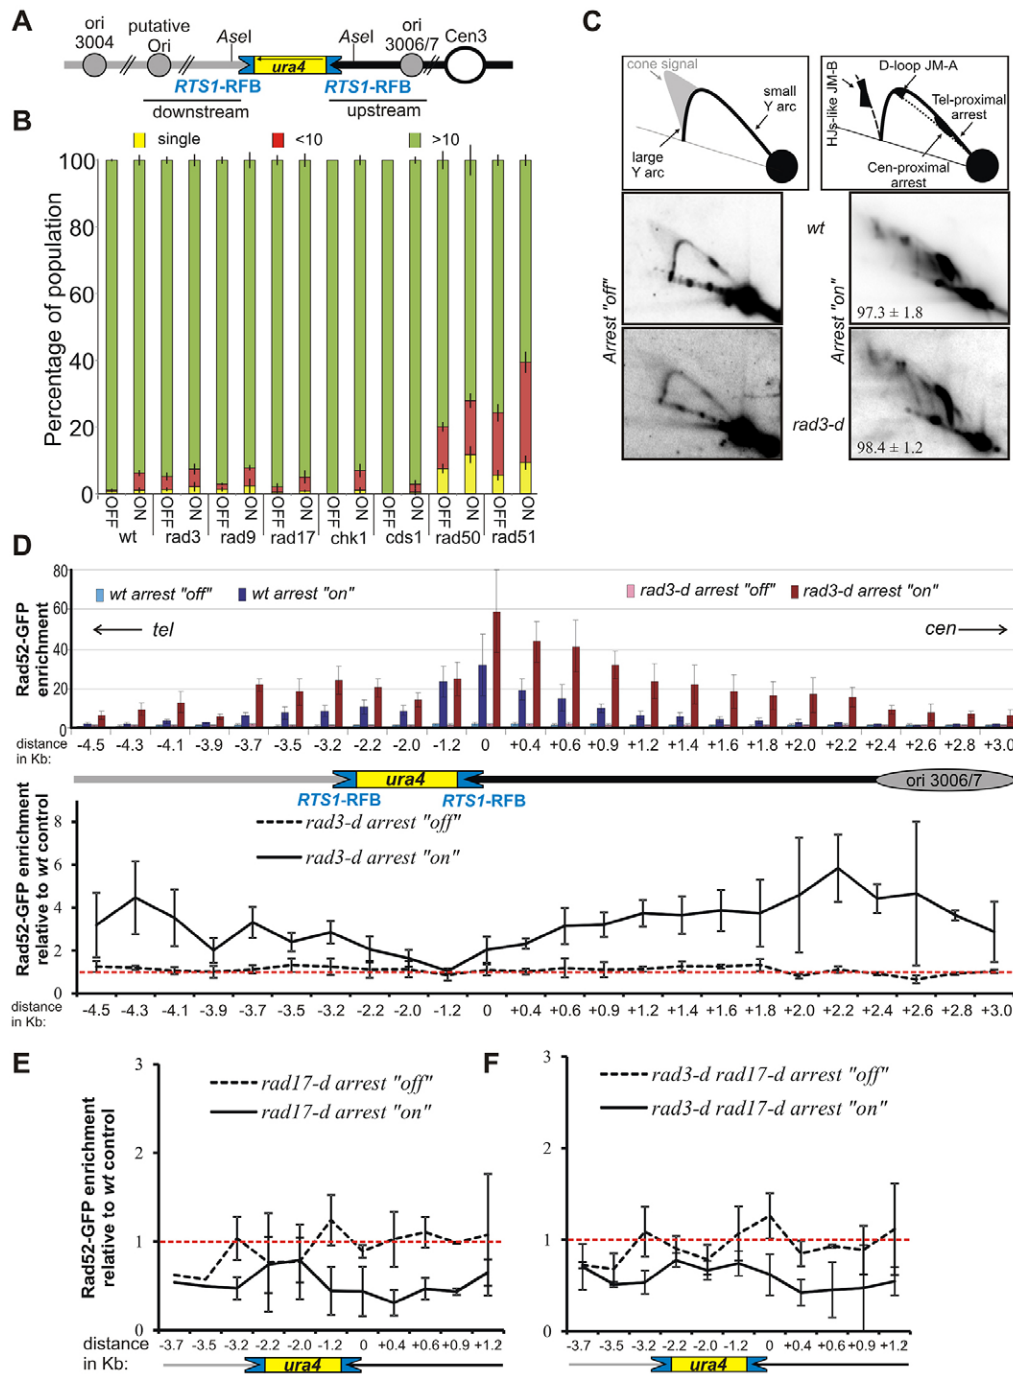 A
ori
3004
putative
Ori
AseI
AseI
ori
3006/7
Cen3
ura4
RTS1-RFB
RTS1-RFB
downstream
upstream
B
single
<10
>10
Percentage of population
100
80
60
40
20
0
OFF
ON
OFF
ON
OFF
ON
OFF
ON
OFF
ON
OFF
ON
OFF
ON
OFF
ON
wt
rad3
rad9
rad17
chk1
cds1
rad50
rad51
C
cone signal
small
Y arc
large
Y arc
HJs-like JM-B
D-loop JM-A
Tel-proximal
arrest
Cen-proximal
arrest
Arrest "off"
wt
Arrest "on"
97.3 ± 1.8
rad3-d
98.4 ± 1.2
D
Rad52-GFP
enrichment
80
60
40
20
0
wt arrest "off"
wt arrest "on"
rad3-d arrest "off"
rad3-d arrest "on"
tel
cen
distance
in Kb:
-4.5 -4.3 -4.1 -3.9 -3.7 -3.5 -3.2 -2.2 -2.0 -1.2 0 +0.4 +0.6 +0.9 +1.2 +1.4 +1.6 +1.8 +2.0 +2.2 +2.4 +2.6 +2.8 +3.0
ura4
ori 3006/7
RTS1-RFB
RTS1-RFB
Rad52-GFP enrichment
relative to wt control
8
6
4
2
0
rad3-d arrest "off"
rad3-d arrest "on"
distance
in Kb:
-4.5 -4.3 -4.1 -3.9 -3.7 -3.5 -3.2 -2.2 -2.0 -1.2 0 +0.4 +0.6 +0.9 +1.2 +1.4 +1.6 +1.8 +2.0 +2.2 +2.4 +2.6 +2.8 +3.0
E
Rad52-GFP enrichment
relative to wt control
3
2
1
0
rad17-d arrest "off"
rad17-d arrest "on"
distance
in Kb:
-3.7 -3.5 -3.2 -2.2 -2.0 -1.2 0 +0.4 +0.6 +0.9 +1.2
ura4
F
3
2
1
0
rad3-d rad17-d arrest "off"
rad3-d rad17-d arrest "on"
-3.7 -3.5 -3.2 -2.2 -2.0 -1.2 0 +0.4 +0.6 +0.9 +1.2
ura4